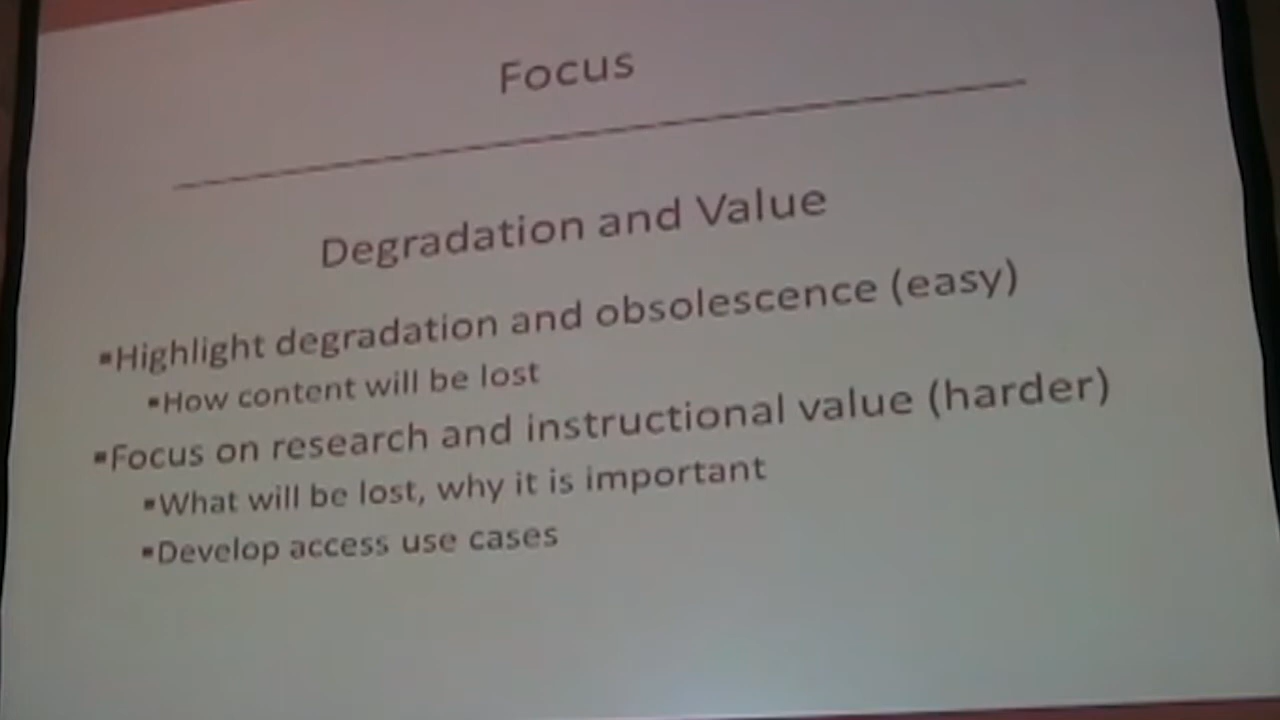 Focus
Degradation and Value
▪Highlight degradation and obsolescence (easy)
▪How content will be lost
▪Focus on research and instructional value (harder)
▪What will be lost, why it is important
▪Develop access use cases